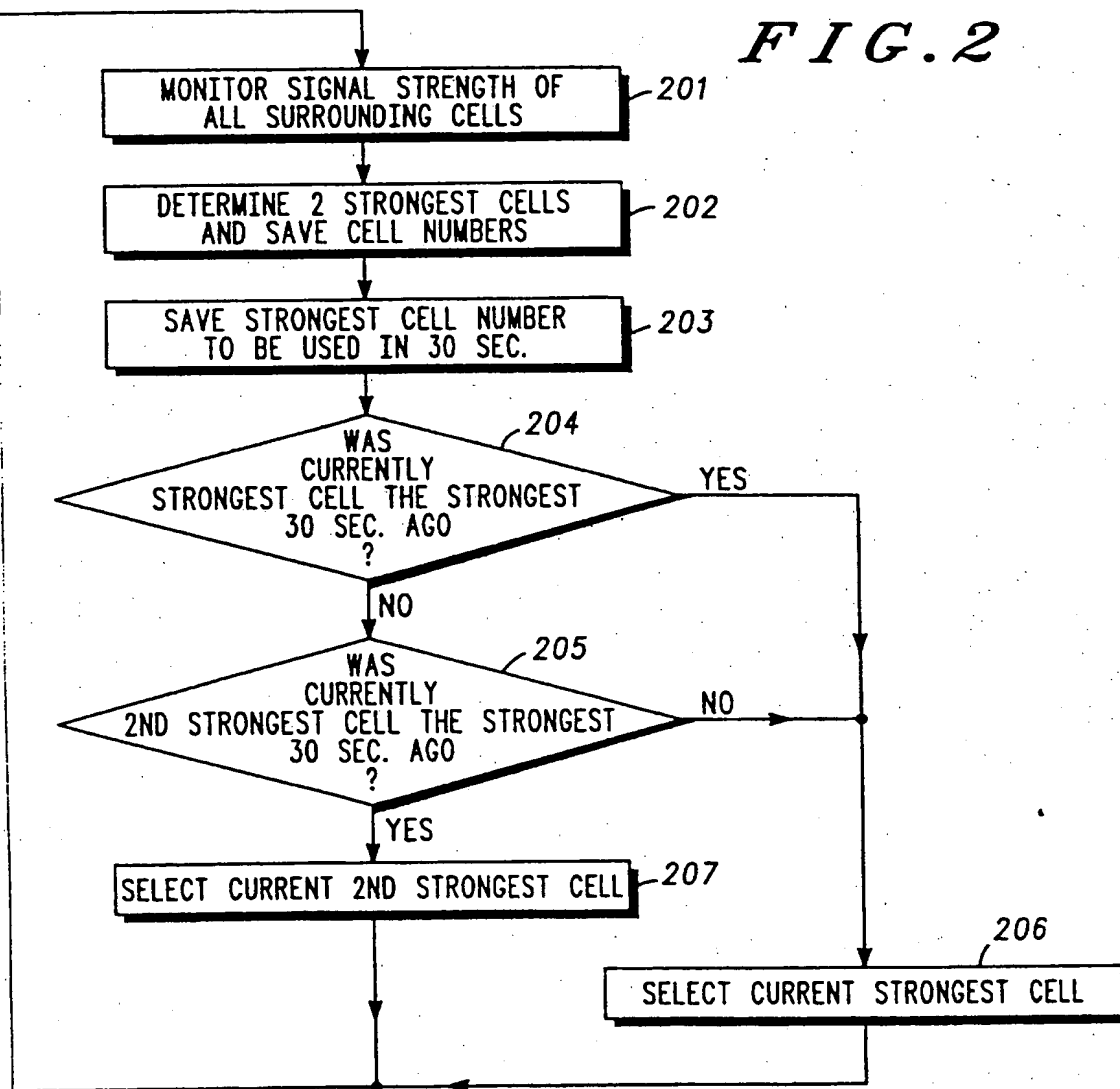 FIG.2
MONITOR SIGNAL STRENGTH OF
ALL SURROUNDING CELLS
201
DETERMINE 2 STRONGEST CELLS
AND SAVE CELL NUMBERS
202
SAVE STRONGEST CELL NUMBER
TO BE USED IN 30 SEC.
203
204
WAS
CURRENTLY
STRONGEST CELL THE STRONGEST
30 SEC. AGO
?
YES
NO
205
WAS
CURRENTLY
2ND STRONGEST CELL THE STRONGEST
30 SEC. AGO
?
NO
YES
SELECT CURRENT 2ND STRONGEST CELL
207
206
SELECT CURRENT STRONGEST CELL